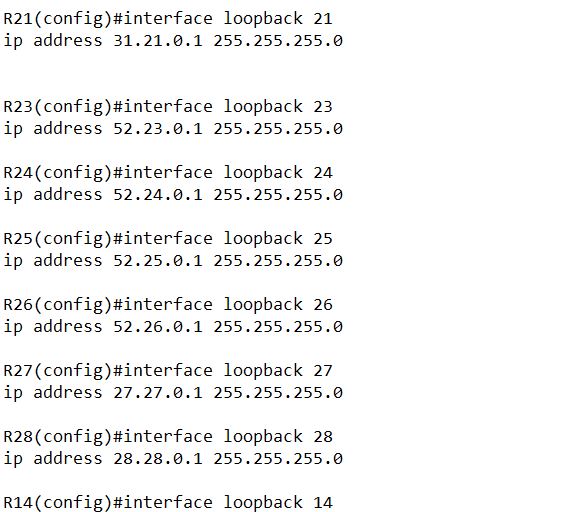 R21(config)#interface loopback 21
ip address 31.21.0.1 255.255.255.0
R23(config)#interface loopback 23
ip address 52.23.0.1 255.255.255.0
R24(config)#interface loopback 24
ip address 52.24.0.1 255.255.255.0
R25(config)#interface loopback 25
ip address 52.25.0.1 255.255.255.0
R26(config)#interface loopback 26
ip address 52.26.0.1 255.255.255.0
R27(config)#interface loopback 27
ip address 27.27.0.1 255.255.255.0
R28(config)#interface loopback 28
ip address 28.28.0.1 255.255.255.0
R14(config)#interface loopback 14